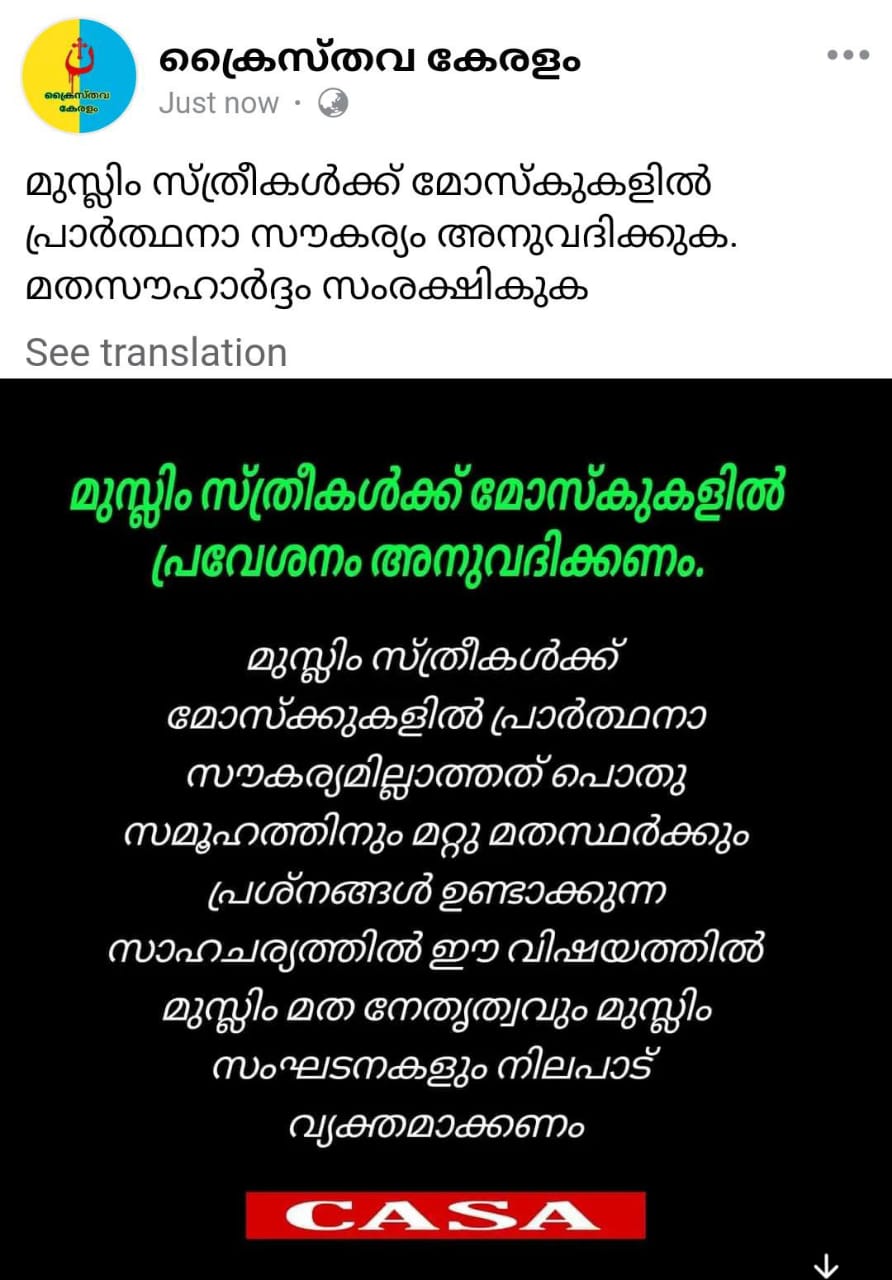 ക്രൈസ്തവ കേരളം
ക്രൈസ്തവ
കേരളം
Just now
മുസ്ലിം സ്ത്രീകൾക്ക് മോസ്കുകളിൽ
പ്രാർത്ഥനാ സൗകര്യം അനുവദിക്കുക.
മതസൗഹാർദ്ദം സംരക്ഷികുക
See translation
മുസ്ലിം സ്ത്രീകൾക്ക് മോസ്കുകളിൽ
പ്രവേശനം അനുവദിക്കണം.
മുസ്ലിം സ്ത്രീകൾക്ക്
മോസ്ക്കുകളിൽ പ്രാർത്ഥനാ
സൗകര്യമില്ലാത്തത് പൊതു
സമൂഹത്തിനും മറ്റു മതസ്ഥർക്കും
പ്രശ്നങ്ങൾ ഉണ്ടാക്കുന്ന
സാഹചര്യത്തിൽ ഈ വിഷയത്തിൽ
മുസ്ലിം മത നേതൃത്വവും മുസ്ലിം
സംഘടനകളും നിലപാട്
വ്യക്തമാക്കണം
CASA